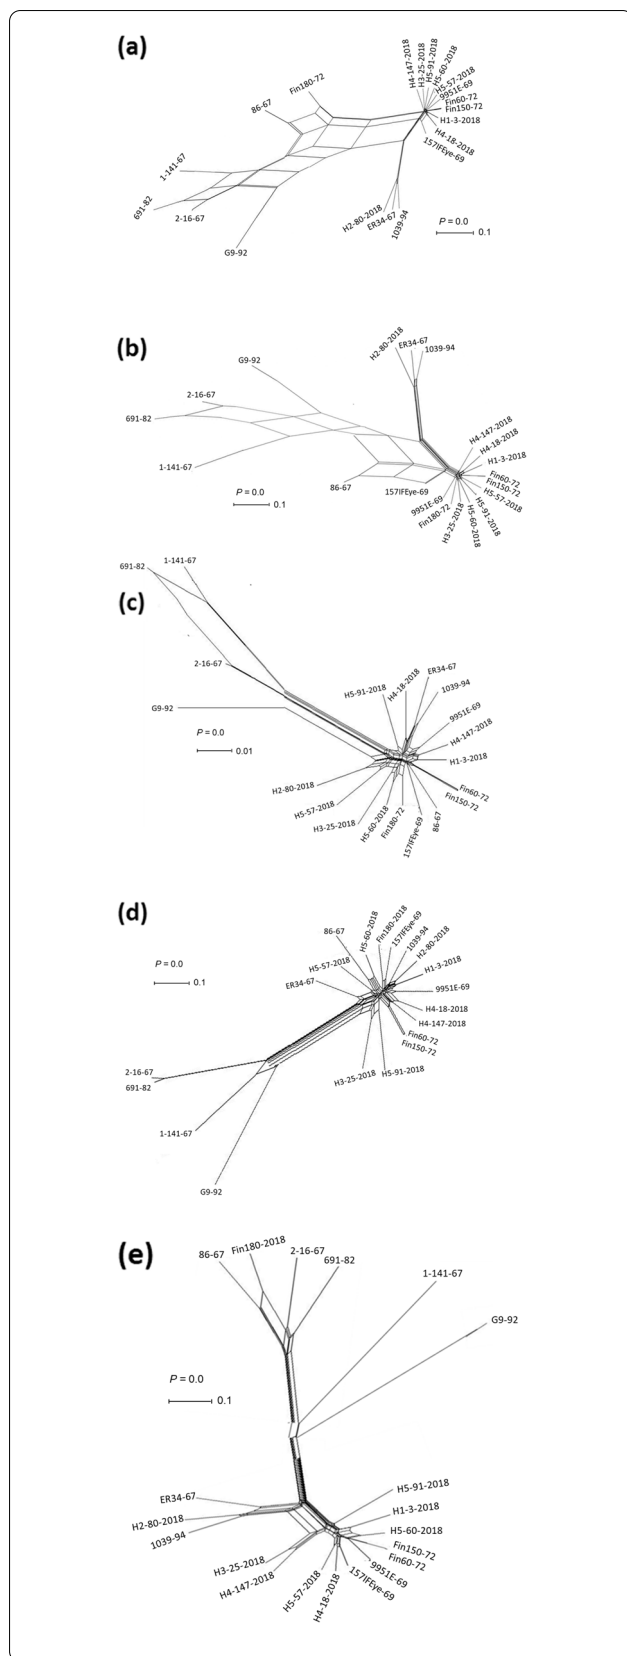 (a)
H4-147-2018
H3-25-2018
H5-91-2018
H5-60-2018
H5-57-2018
9951E-69
Fin60-72
Fin150-72
H1-3-2018
H4-18-2018
157IFEye-69
Fin180-72
86-67
1-141-67
691-82
2-16-67
G9-92
H2-80-2018
ER34-67
1039-94
P = 0.0
0.1
(b)
H2-80-2018
ER34-67
1039-94
G9-92
2-16-67
691-82
1-141-67
86-67
157IFEye-69
H4-147-2018
H4-18-2018
H1-3-2018
Fin60-72
Fin150-72
H5-57-2018
H5-91-2018
H5-60-2018
H3-25-2018
Fin180-72
9951E-69
P = 0.0
0.1
(c)
691-82
1-141-67
2-16-67
G9-92
H5-91-2018
H4-18-2018
ER34-67
1039-94
9951E-69
H4-147-2018
H1-3-2018
Fin60-72
Fin150-72
86-67
157IFEye-69
Fin180-72
H5-60-2018
H3-25-2018
H5-57-2018
H2-80-2018
P = 0.0
0.01
(d)
86-67
H5-60-2018
Fin180-2018
157IFEye-69
1039-94
H2-80-2018
H1-3-2018
9951E-69
H4-18-2018
H4-147-2018
Fin60-72
Fin150-72
H5-91-2018
H3-25-2018
H5-57-2018
ER34-67
2-16-67
691-82
1-141-67
G9-92
P = 0.0
0.1
(e)
86-67
Fin180-2018
2-16-67
691-82
1-141-67
G9-92
P = 0.0
0.1
ER34-67
H2-80-2018
1039-94
H3-25-2018
H4-147-2018
H5-57-2018
H4-18-2018
157IFEye-69
9951E-69
Fin60-72
Fin150-72
H5-60-2018
H1-3-2018
H5-91-2018